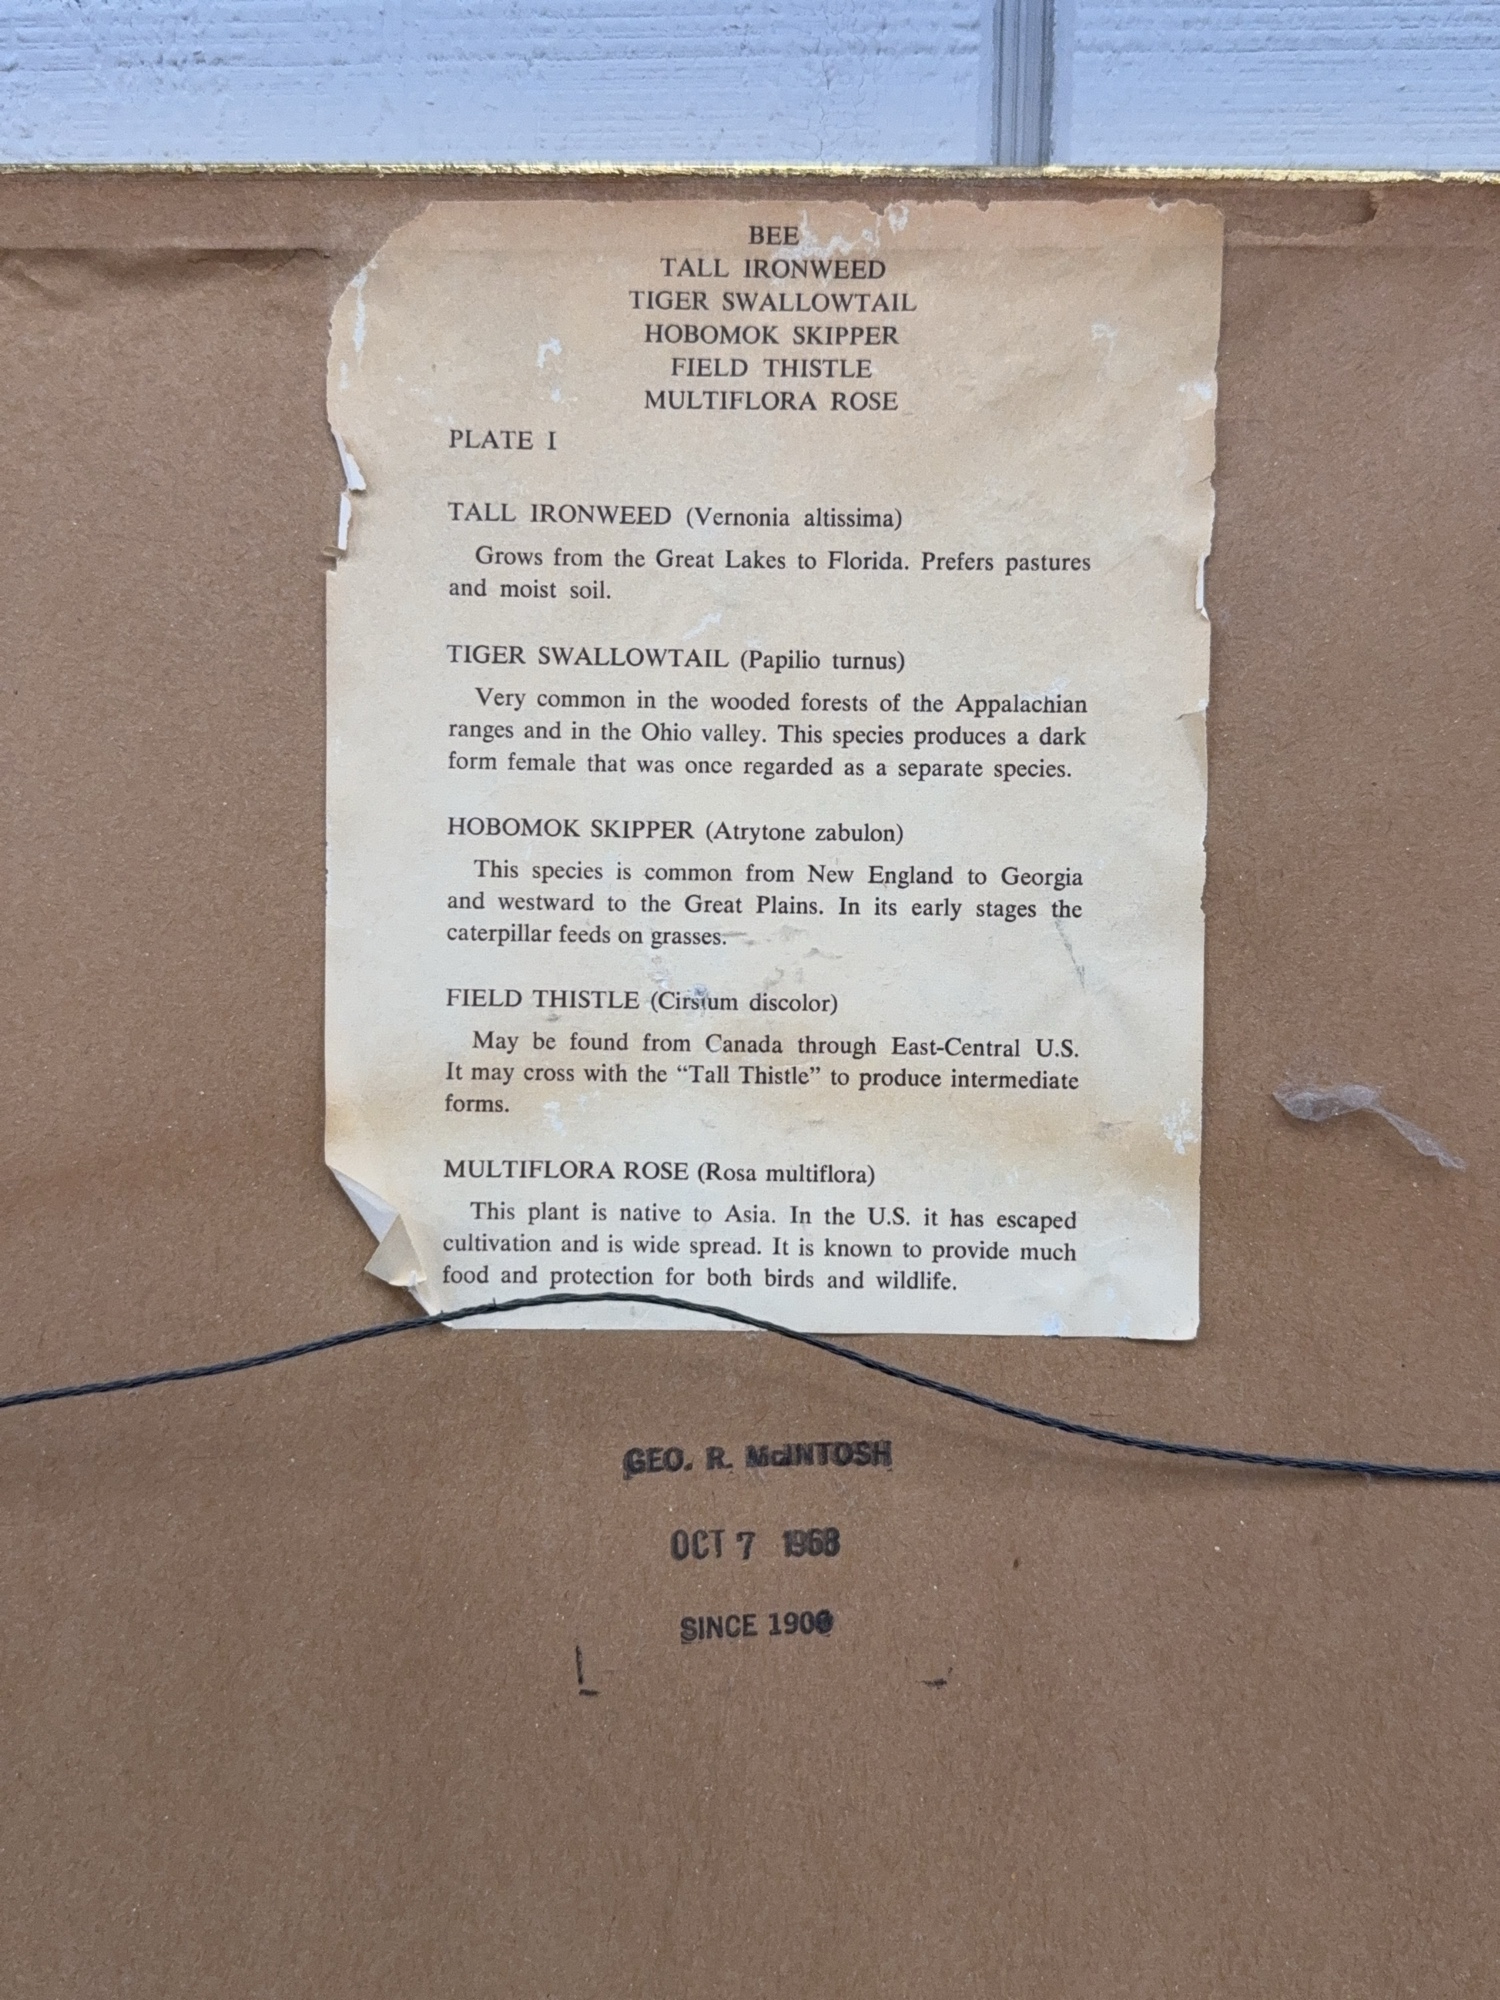 BEE
TALL IRONWEED
TIGER SWALLOWTAIL
HOBOMOK SKIPPER
FIELD THISTLE
MULTIFLORA ROSE
PLATE I
TALL IRONWEED (Vernonia altissima)
Grows from the Great Lakes to Florida. Prefers pastures
and moist soil.
TIGER SWALLOWTAIL (Papilio turnus)
Very common in the wooded forests of the Appalachian
ranges and in the Ohio valley. This species produces a dark
form female that was once regarded as a separate species.
HOBOMOK SKIPPER (Atrytone zabulon)
This species is common from New England to Georgia
and westward to the Great Plains. In its early stages the
caterpillar feeds on grasses.
FIELD THISTLE (Cirsium discolor)
May be found from Canada through East-Central U.S.
It may cross with the “Tall Thistle” to produce intermediate
forms.
MULTIFLORA ROSE (Rosa multiflora)
This plant is native to Asia. In the U.S. it has escaped
cultivation and is wide spread. It is known to provide much
food and protection for both birds and wildlife.
GEO. R. McINTOSH
OCT 7 1968
SINCE